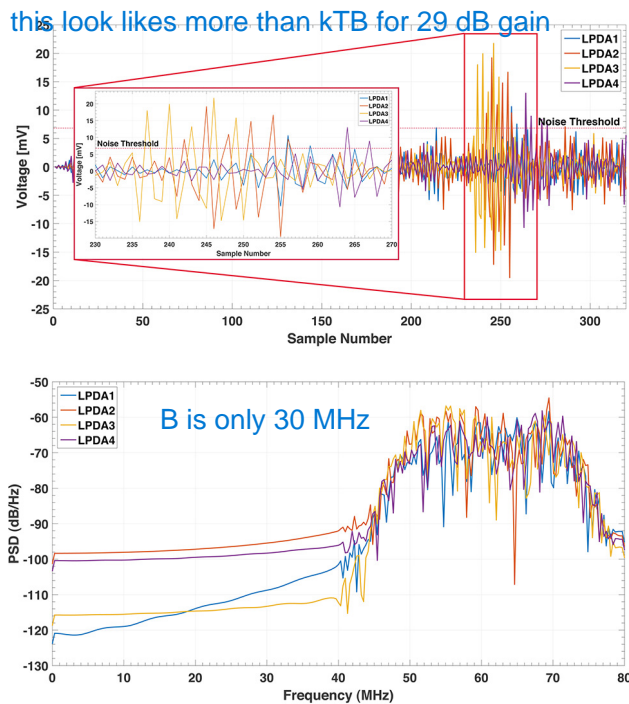 this look likes more than kTB for 29 dB gain
25
20
15
10
5
0
-5
-10
-15
-20
-25
Voltage [mV]
0 50 100 150 200 250 300
Sample Number
LPDA1
LPDA2
LPDA3
LPDA4
Noise Threshold
20
15
10
5
0
-5
-10
-15
Voltage [mV]
Noise Threshold
LPDA1
LPDA2
LPDA3
LPDA4
230 235 240 245 250 255 260 265 270
Sample Number
-50
-60
-70
-80
-90
-100
-110
-120
-130
PSD (dB/Hz)
LPDA1
LPDA2
LPDA3
LPDA4
B is only 30 MHz
0 10 20 30 40 50 60 70 80
Frequency (MHz)